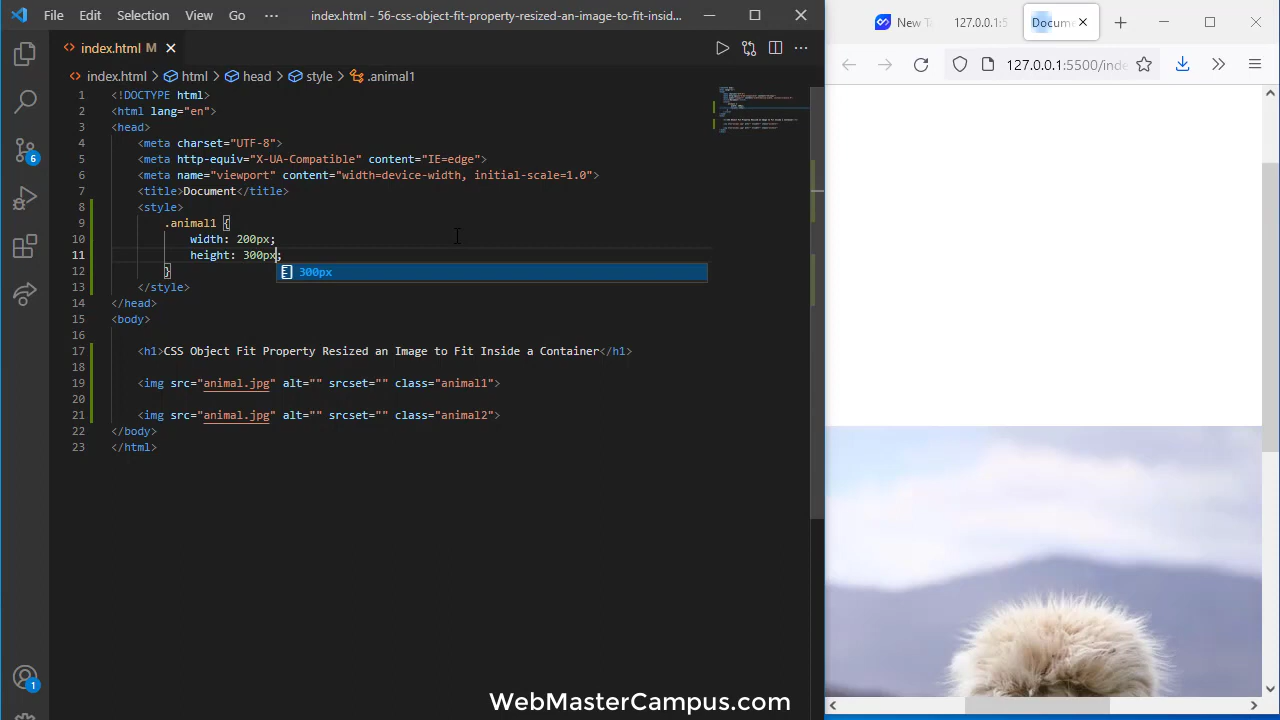 File Edit Selection View Go ··· index.html - 56-css-object-fit-property-resized-an-image-to-fit-insid...
index.html M
index.html > html > head > style > .animal1
1 <!DOCTYPE html>
2 <html lang="en">
3 <head>
4 <meta charset="UTF-8">
5 <meta http-equiv="X-UA-Compatible" content="IE=edge">
6 <meta name="viewport" content="width=device-width, initial-scale=1.0">
7 <title>Document</title>
8 <style>
9 .animal1 {
10 width: 200px;
11 height: 300px;
300px
12 }
13 </style>
14 </head>
15 <body>
16
17 <h1>CSS Object Fit Property Resized an Image to Fit Inside a Container</h1>
18
19 <img src="animal.jpg" alt="" srcset="" class="animal1">
20
21 <img src="animal.jpg" alt="" srcset="" class="animal2">
22 </body>
23 </html>
6
1
New T
127.0.0.1:5
Docume
127.0.0.1:5500/inde
WebMasterCampus.com